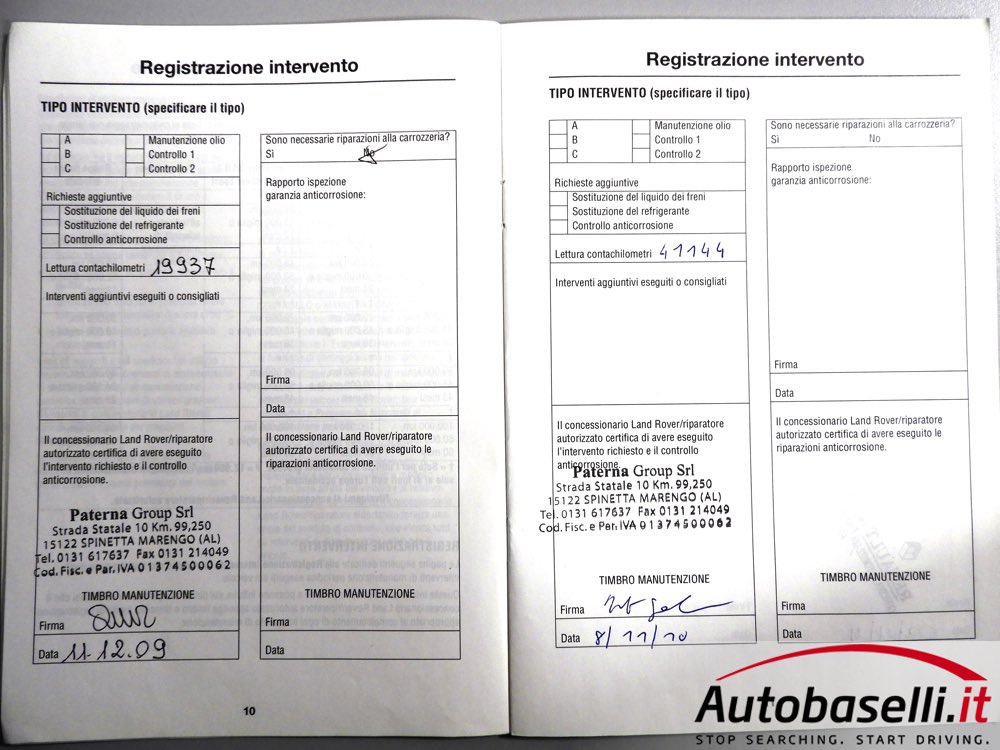 Registrazione intervento
TIPO INTERVENTO (specificare il tipo)
A
B
C
Manutenzione olio
Controllo 1
Controllo 2
Richieste aggiuntive
Sostituzione del liquido dei freni
Sostituzione del refrigerante
Controllo anticorrosione
Lettura contachilometri 19937
Interventi aggiuntivi eseguiti o consigliati
Il concessionario Land Rover/riparatore
autorizzato certifica di avere eseguito
l'intervento richiesto e il controllo
anticorrosione.
Paterna Group Srl
Strada Statale 10 Km. 99,250
15122 SPINETTA MARENGO (AL)
Tel. 0131 617637 Fax 0131 214049
Cod. Fisc. e Par. IVA 01374500062
TIMBRO MANUTENZIONE
Firma
Data 11.12.09
Sono necessarie riparazioni alla carrozzeria?
Sì No
Rapporto ispezione
garanzia anticorrosione:
Firma
Data
Il concessionario Land Rover/riparatore
autorizzato certifica di avere eseguito le
riparazioni anticorrosione.
TIMBRO MANUTENZIONE
Firma
Data
10
Registrazione intervento
TIPO INTERVENTO (specificare il tipo)
A
B
C
Manutenzione olio
Controllo 1
Controllo 2
Richieste aggiuntive
Sostituzione del liquido dei freni
Sostituzione del refrigerante
Controllo anticorrosione
Lettura contachilometri 41144
Interventi aggiuntivi eseguiti o consigliati
Il concessionario Land Rover/riparatore
autorizzato certifica di avere eseguito
l'intervento richiesto e il controllo
anticorrosione.
Paterna Group Srl
Strada Statale 10 Km. 99,250
15122 SPINETTA MARENGO (AL)
Tel. 0131 617637 Fax 0131 214049
Cod. Fisc. e Par. IVA 01374500062
TIMBRO MANUTENZIONE
Firma
Data 8/11/10
Sono necessarie riparazioni alla carrozzeria?
Sì No
Rapporto ispezione
garanzia anticorrosione:
Firma
Data
Il concessionario Land Rover/riparatore
autorizzato certifica di avere eseguito le
riparazioni anticorrosione.
TIMBRO MANUTENZIONE
Firma
Data
Autobaselli.it
STOP SEARCHING. START DRIVING.